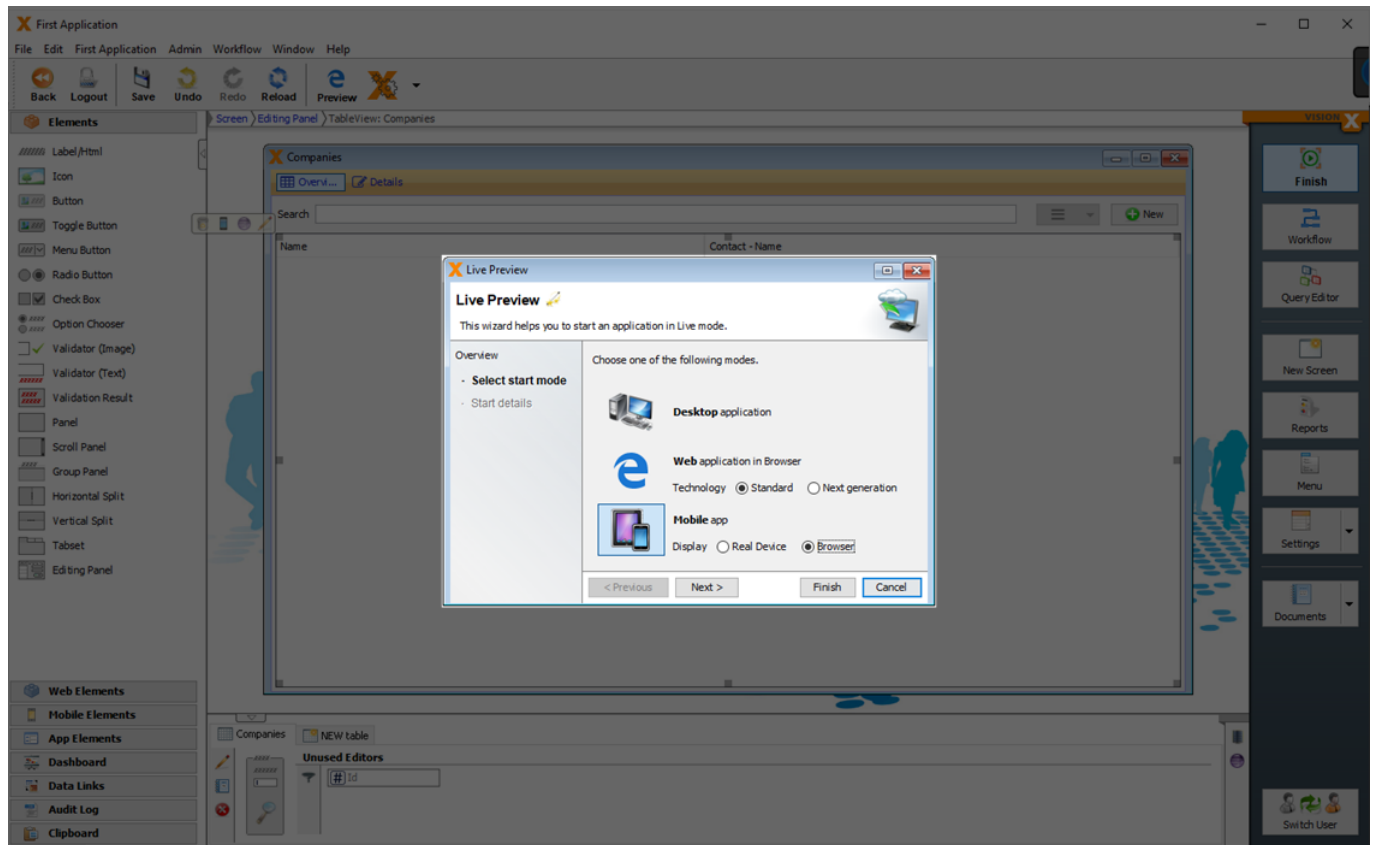 First Application
File Edit First Application Admin Workflow Window Help
Back Logout Save Undo Redo Reload Preview
Elements
Screen Editing Panel TableView: Companies
VISION X
Label/Html
Icon
Button
Toggle Button
Menu Button
Radio Button
Check Box
Option Chooser
Validator (Image)
Validator (Text)
Validation Result
Panel
Scroll Panel
Group Panel
Horizontal Split
Vertical Split
Tabset
Editing Panel
Web Elements
Mobile Elements
App Elements
Dashboard
Data Links
Audit Log
Clipboard
Companies
Overvi... Details
Search New
Name Contact - Name
Live Preview
Live Preview
This wizard helps you to start an application in Live mode.
Overview
· Select start mode
· Start details
Choose one of the following modes.
Desktop application
Web application in Browser
Technology Standard Next generation
Mobile app
Display Real Device Browser
< Previous Next > Finish Cancel
Companies NEW table
Unused Editors
# Id
Finish
Workflow
Query Editor
New Screen
Reports
Menu
Settings
Documents
Switch User